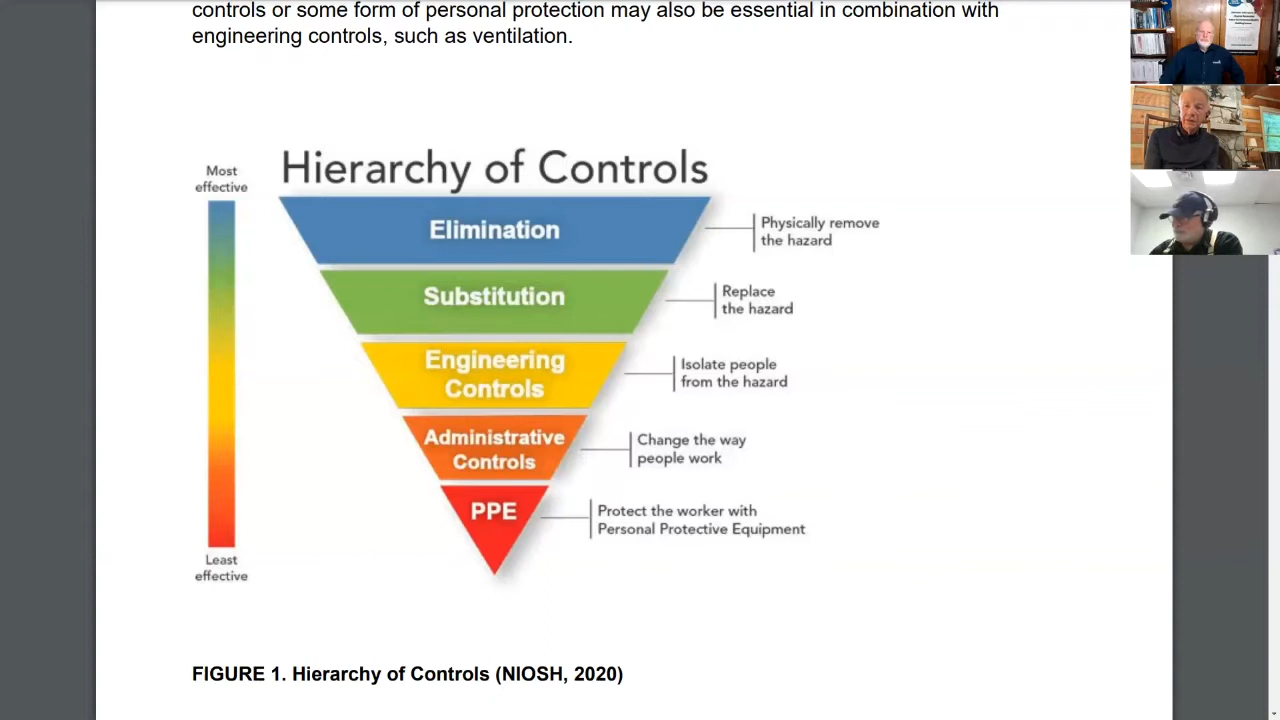 controls or some form of personal protection may also be essential in combination with
engineering controls, such as ventilation.
Hierarchy of Controls
Most
effective
Elimination
Physically remove
the hazard
Substitution
Replace
the hazard
Engineering
Controls
Isolate people
from the hazard
Administrative
Controls
Change the way
people work
PPE
Protect the worker with
Personal Protective Equipment
Least
effective
FIGURE 1. Hierarchy of Controls (NIOSH, 2020)